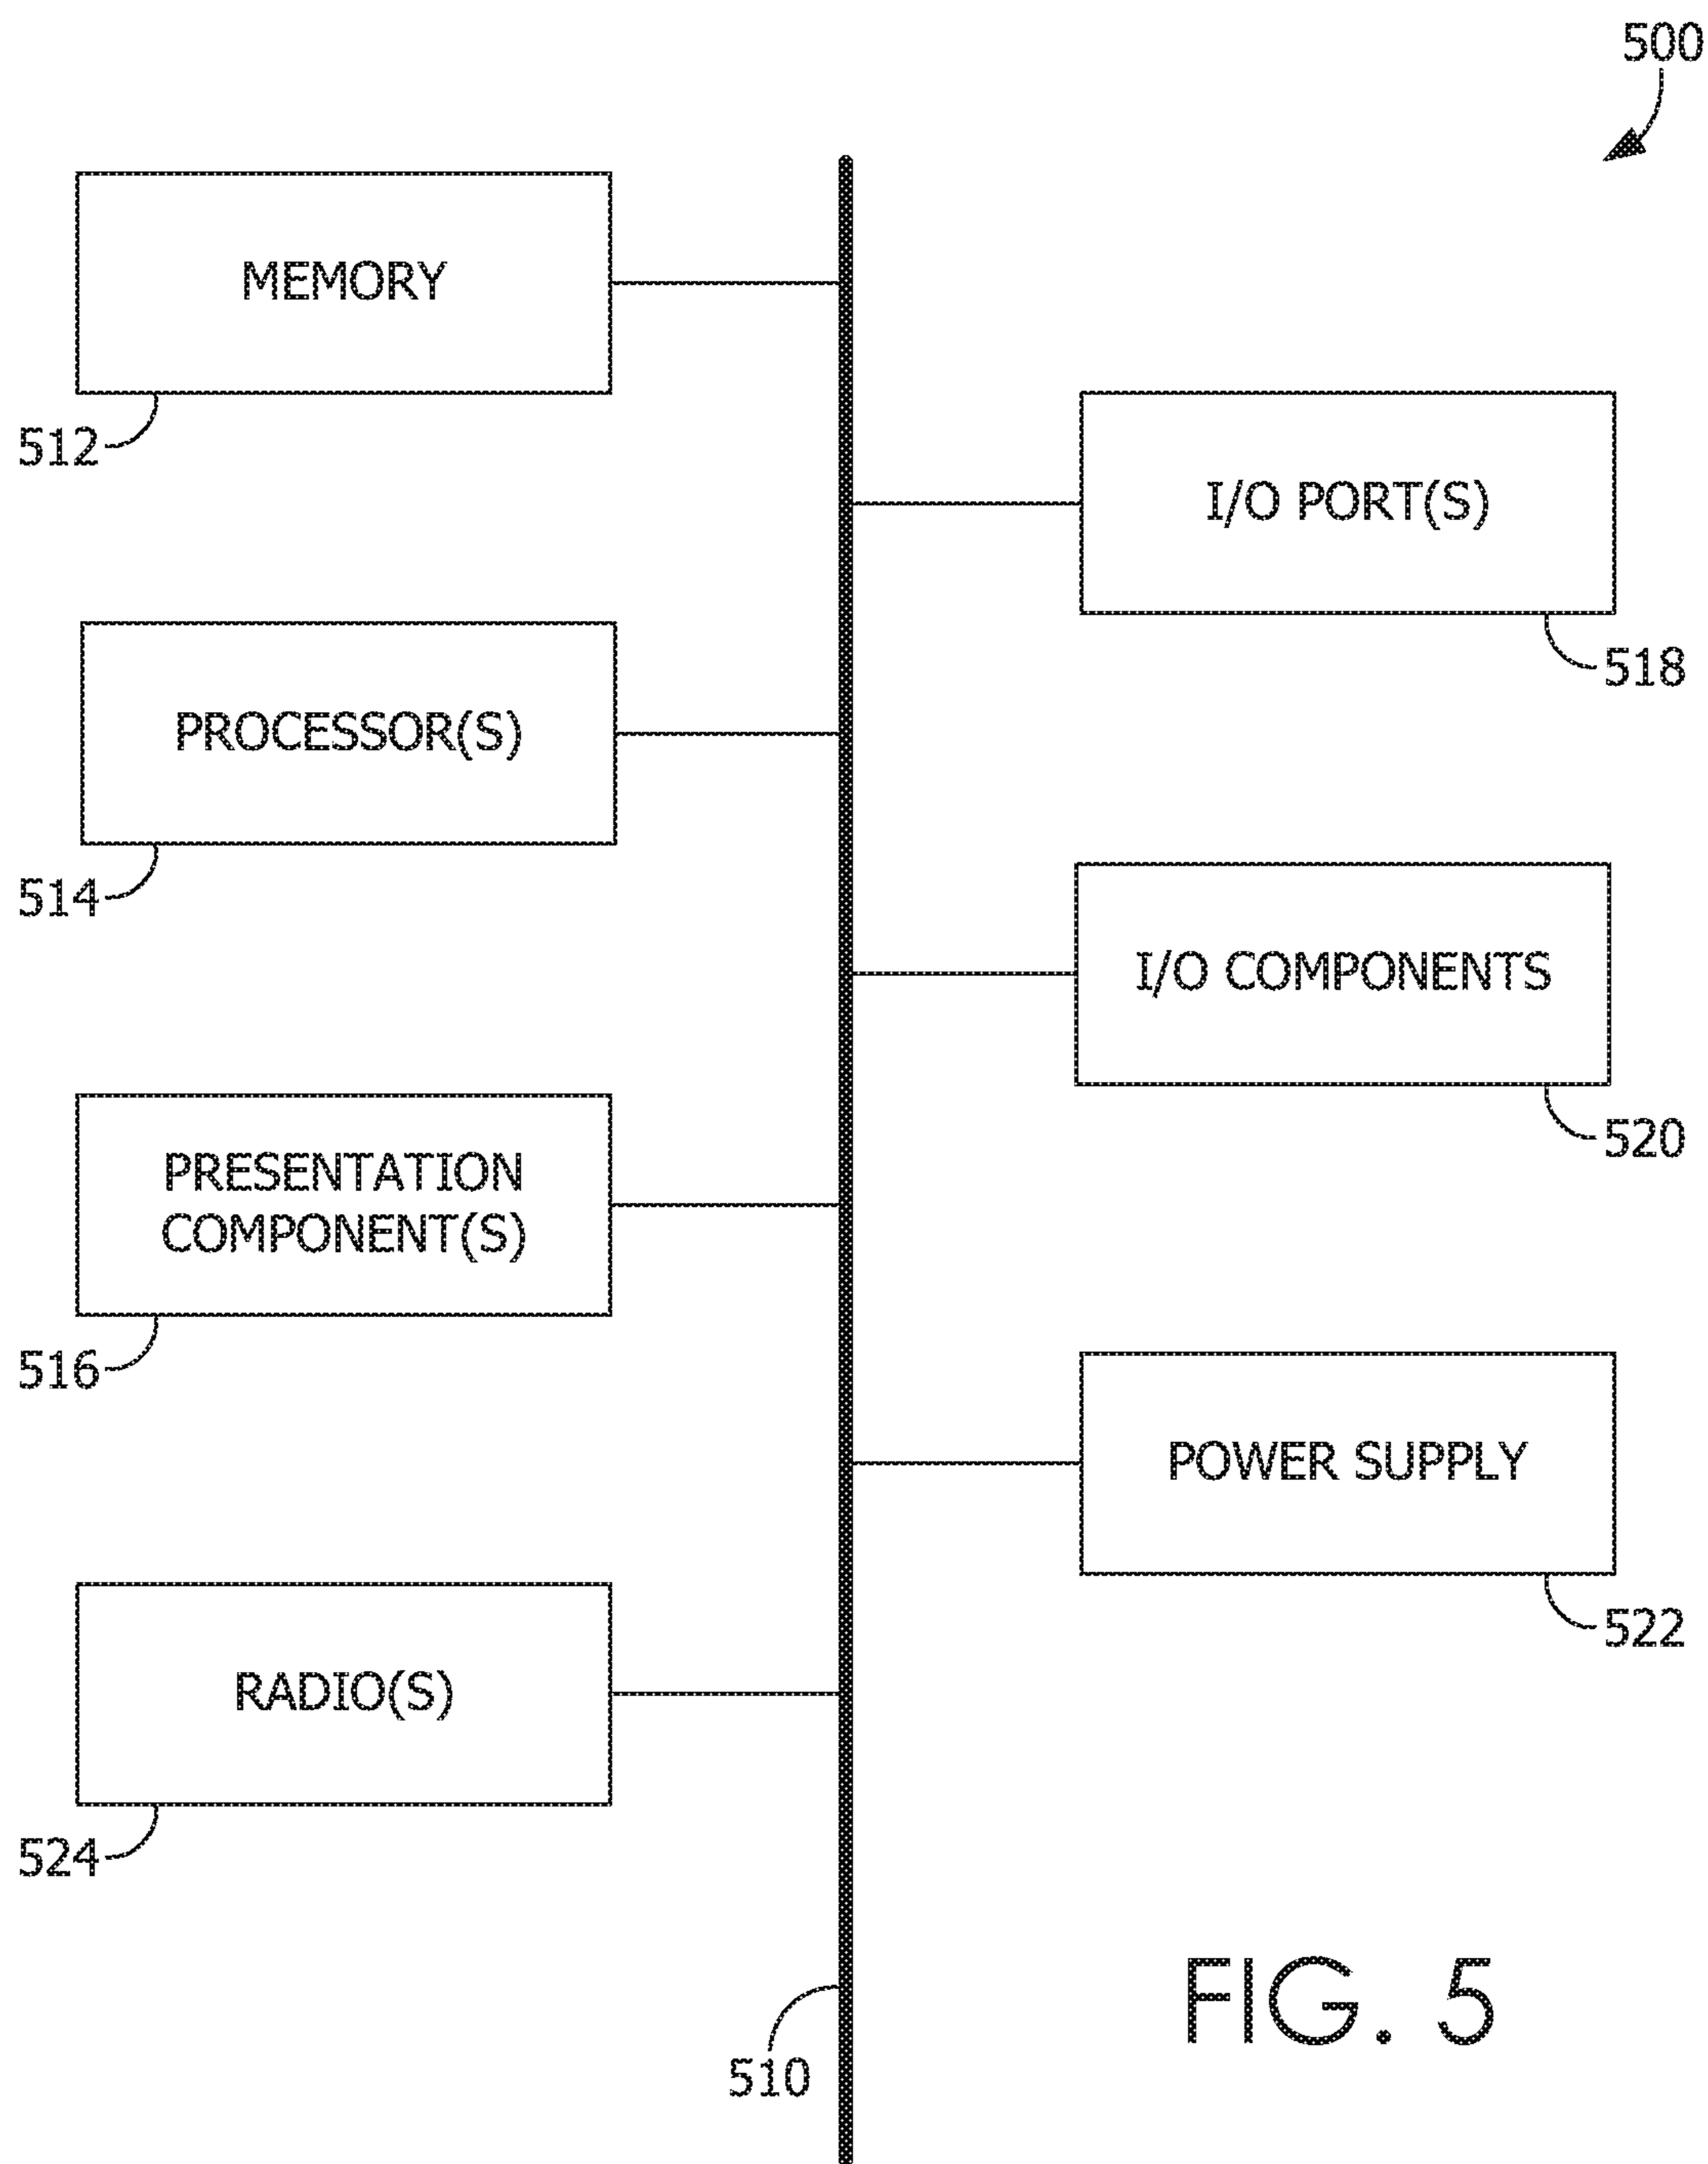 500
MEMORY
512
I/O PORT(S)
518
PROCESSOR(S)
514
I/O COMPONENTS
520
PRESENTATION
COMPONENT(S)
516
POWER SUPPLY
522
RADIO(S)
524
510
FIG. 5